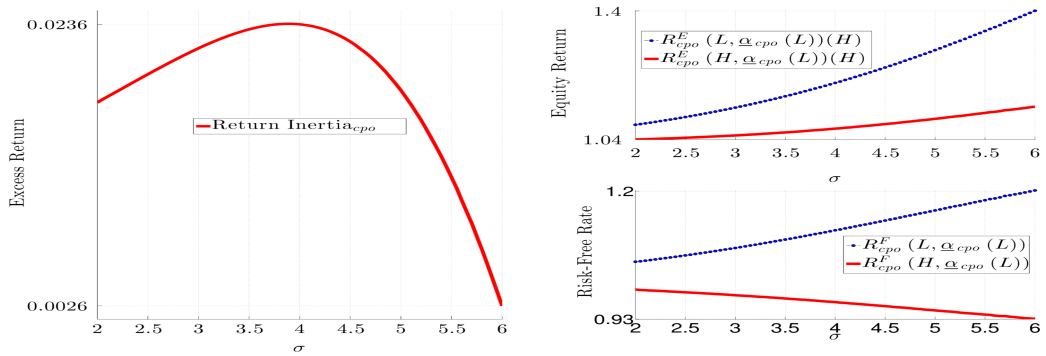 0.0236
Excess Return
Return Inertia_cpo
0.0026
2 2.5 3 3.5 4 4.5 5 5.5 6
σ
1.4
Equity Return
R^E_cpo (L, α_cpo (L))(H)
R^E_cpo (H, α_cpo (L))(H)
1.04
2 2.5 3 3.5 4 4.5 5 5.5 6
σ
1.2
Risk-Free Rate
R^F_cpo (L, α_cpo (L))
R^F_cpo (H, α_cpo (L))
0.93
2 2.5 3 3.5 4 4.5 5 5.5 6
σ